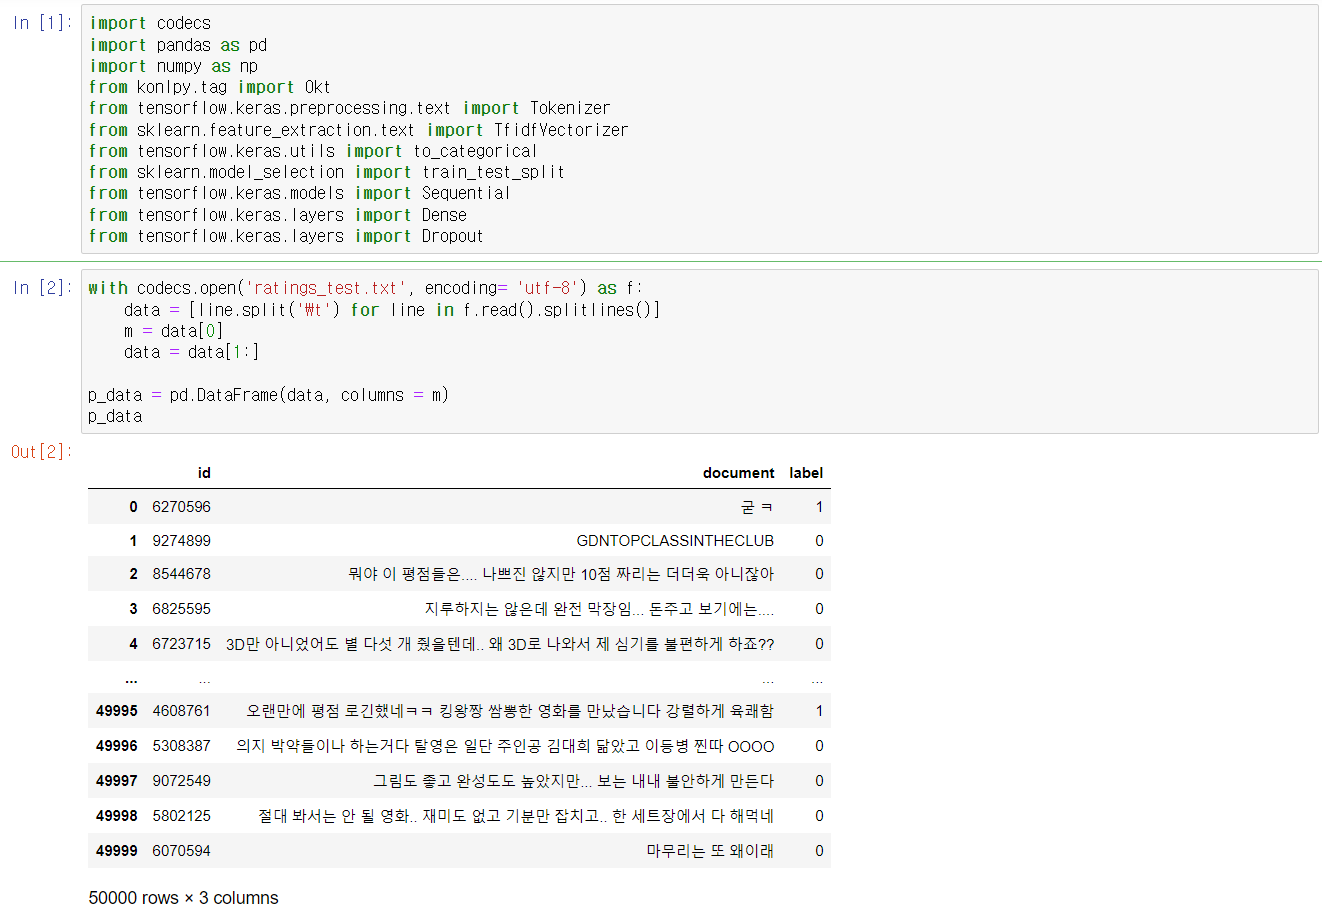 In [1]:
import codecs
import pandas as pd
import numpy as np
from konlpy.tag import Okt
from tensorflow.keras.preprocessing.text import Tokenizer
from sklearn.feature_extraction.text import TfidfVectorizer
from tensorflow.keras.utils import to_categorical
from sklearn.model_selection import train_test_split
from tensorflow.keras.models import Sequential
from tensorflow.keras.layers import Dense
from tensorflow.keras.layers import Dropout
In [2]:
with codecs.open('ratings_test.txt', encoding= 'utf-8') as f:
    data = [line.split('₩t') for line in f.read().splitlines()]
    m = data[0]
    data = data[1:]
p_data = pd.DataFrame(data, columns = m)
p_data
Out[2]:
id document label
0 6270596 굳 ㅋ 1
1 9274899 GDNTOPCLASSINTHECLUB 0
2 8544678 뭐야 이 평점들은.... 나쁘진 않지만 10점 짜리는 더더욱 아니잖아 0
3 6825595 지루하지는 않은데 완전 막장임... 돈주고 보기에는.... 0
4 6723715 3D만 아니었어도 별 다섯 개 줬을텐데.. 왜 3D로 나와서 제 심기를 불편하게 하죠?? 0
... ... ... ...
49995 4608761 오랜만에 평점 로긴했네ㅋㅋ 킹왕짱 쌈뽕한 영화를 만났습니다 강렬하게 육쾌함 1
49996 5308387 의지 박약들이나 하는거다 탈영은 일단 주인공 김대희 닮았고 이등병 찐따 OOOO 0
49997 9072549 그림도 좋고 완성도도 높았지만... 보는 내내 불안하게 만든다 0
49998 5802125 절대 봐서는 안 될 영화.. 재미도 없고 기분만 잡치고.. 한 세트장에서 다 해먹네 0
49999 6070594 마무리는 또 왜이래 0
50000 rows × 3 columns